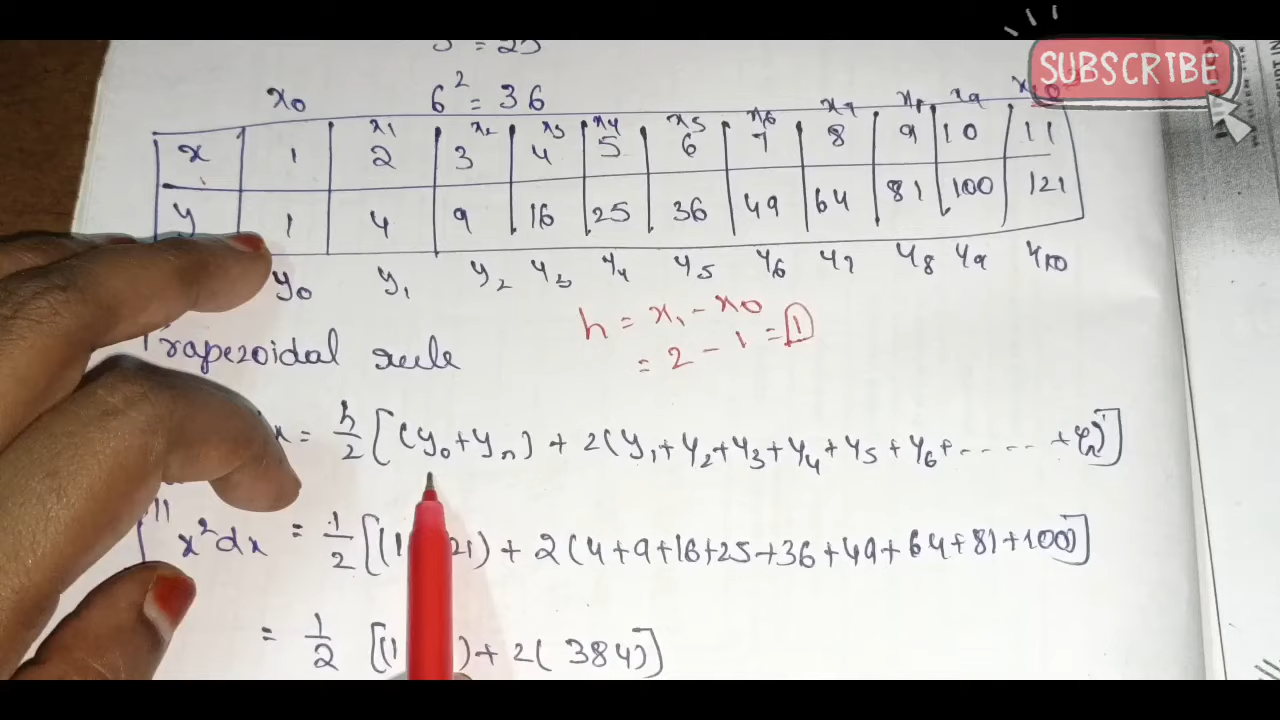 SUBSCRIBE
6² = 36
x₀ x₁ x₂ x₃ x₄ x₅ x₆ x₇ x₈ x₉ x₁₀
x 1 2 3 4 5 6 7 8 9 10 11
y 1 4 9 16 25 36 49 64 81 100 121
y₀ y₁ y₂ y₃ y₄ y₅ y₆ y₇ y₈ y₉ y₁₀
h = x₁ - x₀
= 2 - 1 = 1
Trapezoidal rule
= h/2 [(y₀+yₙ) + 2(y₁+y₂+y₃+y₄+y₅+y₆+.....+yₙ)]
∫¹¹ x²dx = 1/2 [(1 21) + 2(4+9+16+25+36+49+64+81+100)]
= 1/2 [(1 ) + 2(384)]